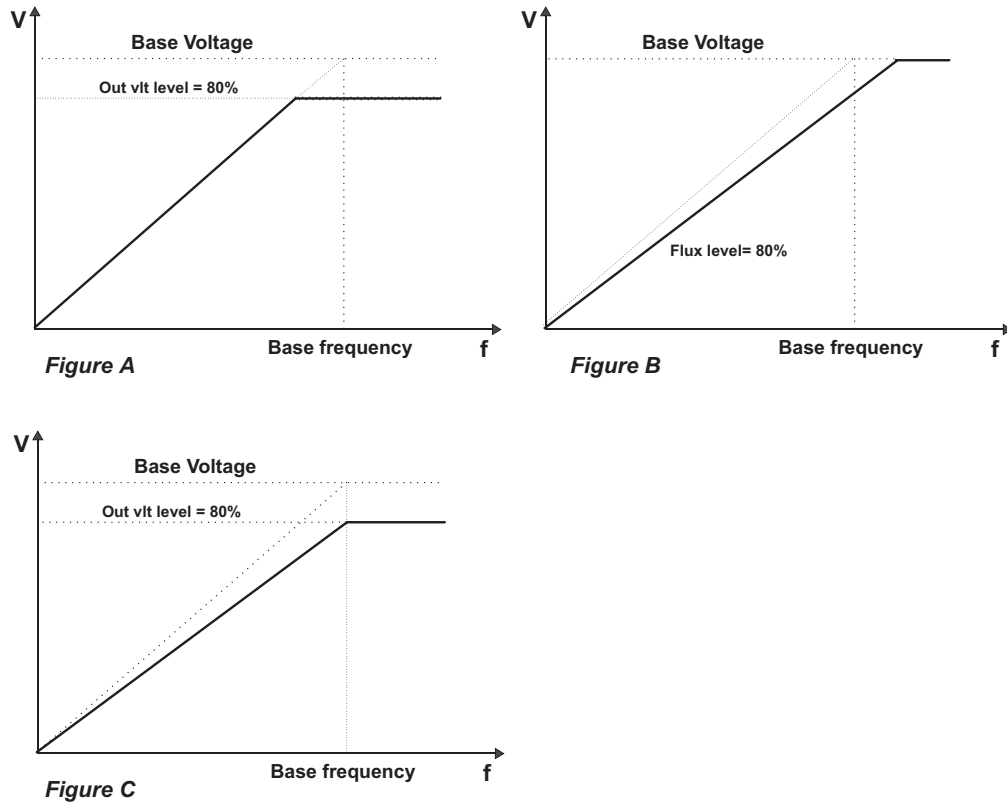 V
Base Voltage
Out vlt level = 80%
Base frequency
f
Figure A
V
Base Voltage
Flux level= 80%
Base frequency
f
Figure B
V
Base Voltage
Out vlt level = 80%
Base frequency
f
Figure C